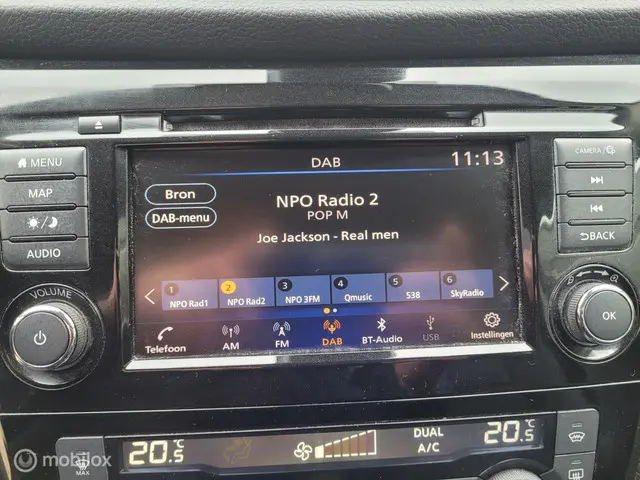 DAB
11:13
MENU
MAP
AUDIO
VOLUME
Bron
DAB-menu
NPO Radio 2
POP M
Joe Jackson - Real men
1 2 3 4 5 6
NPO Rad1 NPO Rad2 NPO 3FM Qmusic 538 SkyRadio
Telefoon AM FM DAB BT-Audio USB Instellingen
CAMERA/
BACK
OK
20.5 °C
DUAL
A/C
20.5 °C
MAX
mobilox